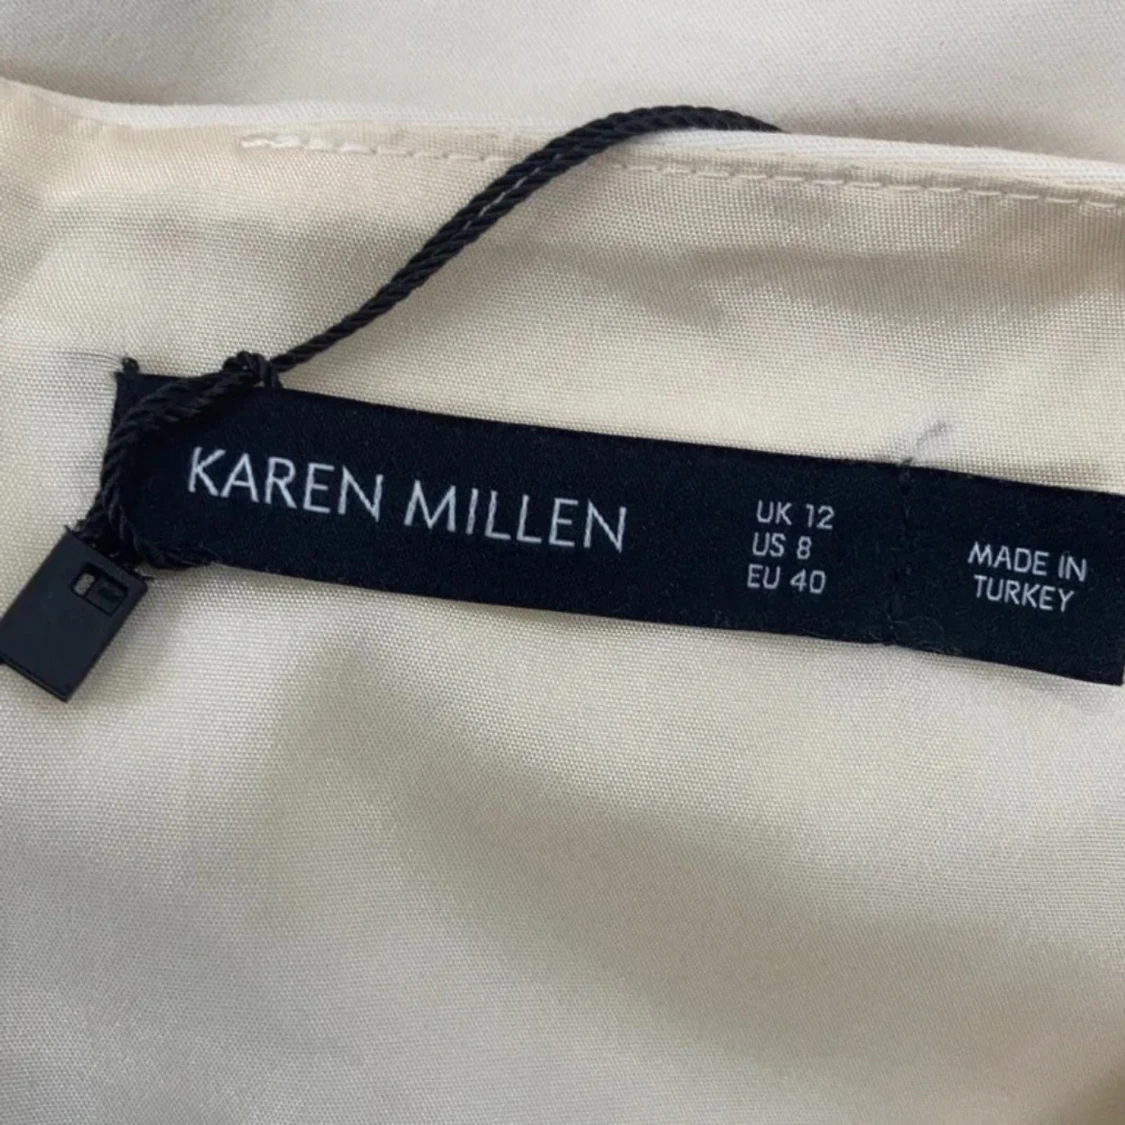 KAREN MILLEN
UK 12
US 8
EU 40
MADE IN
TURKEY